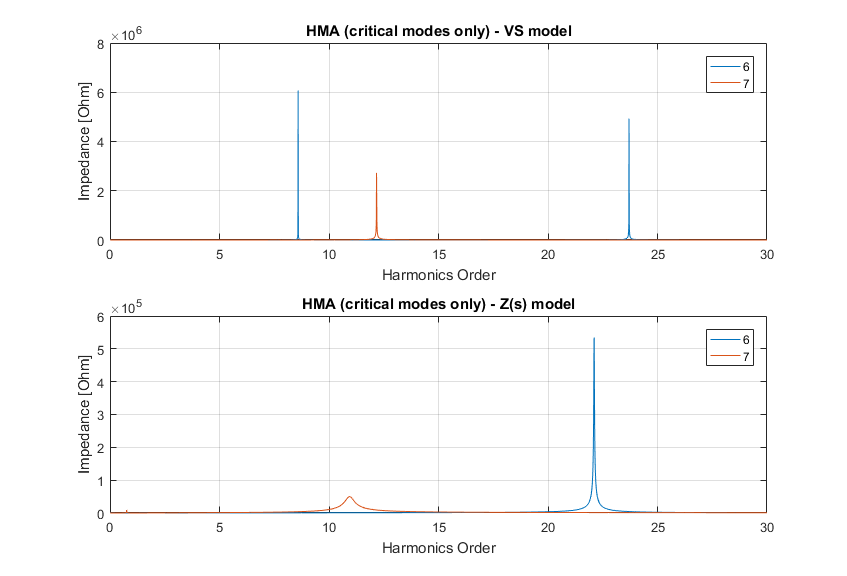 HMA (critical modes only) - VS model
×10^6
8
6
4
2
0
Impedance [Ohm]
6
7
0 5 10 15 20 25 30
Harmonics Order
HMA (critical modes only) - Z(s) model
×10^5
6
5
4
3
2
1
0
Impedance [Ohm]
6
7
0 5 10 15 20 25 30
Harmonics Order